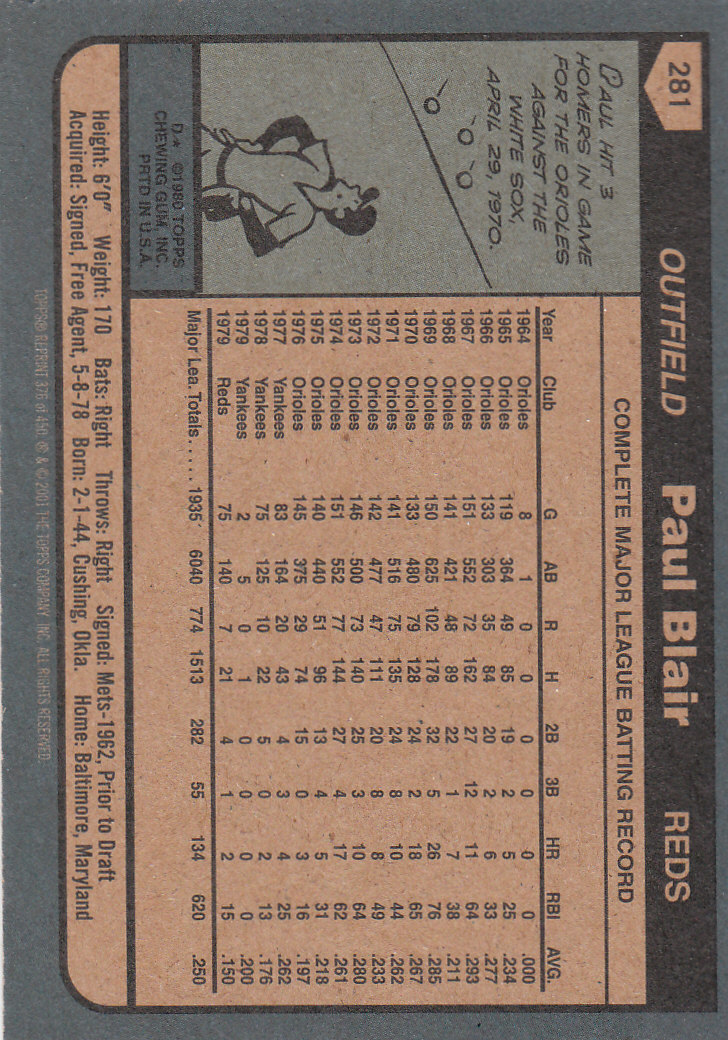 281 OUTFIELD Paul Blair REDS
PAUL HIT 3
HOMERS IN GAME
FOR THE ORIOLES
AGAINST THE
WHITE SOX,
APRIL 29, 1970.
D* ©1980 TOPPS
CHEWING GUM, INC.
PRTD IN U.S.A.
COMPLETE MAJOR LEAGUE BATTING RECORD
Year Club G AB R H 2B 3B HR RBI AVG.
1964 Orioles 8 1 0 0 0 0 0 0 .000
1965 Orioles 119 364 49 85 19 2 5 25 .234
1966 Orioles 133 303 35 84 20 2 6 33 .277
1967 Orioles 151 552 72 162 27 12 11 64 .293
1968 Orioles 141 421 48 89 22 1 7 38 .211
1969 Orioles 150 625 102 178 32 5 26 76 .285
1970 Orioles 133 480 79 128 24 2 18 65 .267
1971 Orioles 141 516 75 135 24 8 10 44 .262
1972 Orioles 142 477 47 111 20 8 8 49 .233
1973 Orioles 146 500 73 140 25 3 10 64 .280
1974 Orioles 151 552 77 144 27 4 17 62 .261
1975 Orioles 140 440 51 96 13 4 5 31 .218
1976 Orioles 145 375 29 74 15 0 3 16 .197
1977 Yankees 83 164 20 43 4 3 4 25 .262
1978 Yankees 75 125 10 22 5 0 2 13 .176
1979 Yankees 2 5 0 1 0 0 0 0 .200
1979 Reds 75 140 7 21 4 1 2 15 .150
Major Lea. Totals..... 1935 6040 774 1513 282 55 134 620 .250
Height: 6'0" Weight: 170 Bats: Right Throws: Right Signed: Mets-1962, Prior to Draft
Acquired: Signed, Free Agent, 5-8-78 Born: 2-1-44, Cushing, Okla. Home: Baltimore, Maryland
TOPPS® REPRINT 376 of 450. ® & © 2001 THE TOPPS COMPANY, INC. ALL RIGHTS RESERVED.